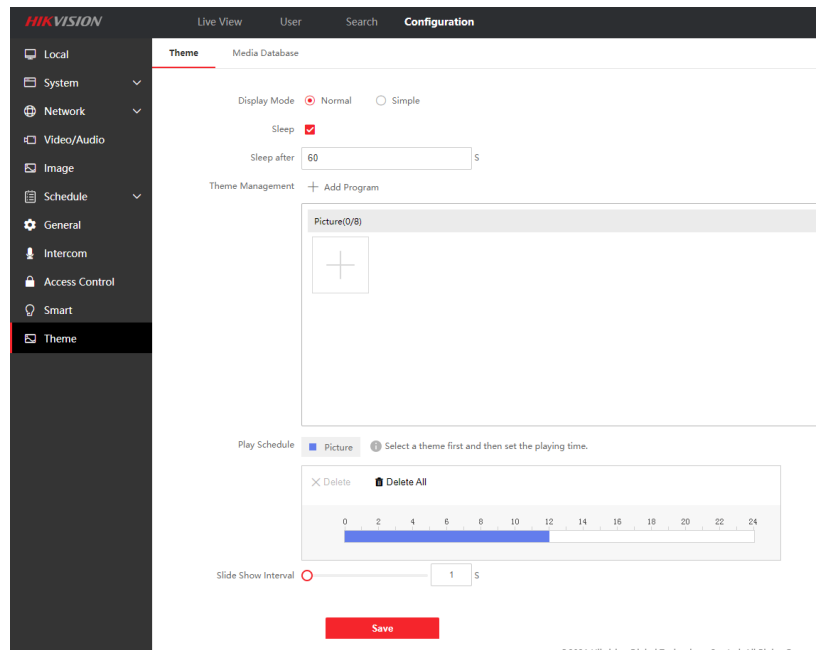 HIKVISION Live View User Search Configuration
Local
System
Network
Video/Audio
Image
Schedule
General
Intercom
Access Control
Smart
Theme
Theme Media Database
Display Mode Normal Simple
Sleep
Sleep after 60 S
Theme Management + Add Program
Picture(0/8)
Play Schedule Picture Select a theme first and then set the playing time.
Delete Delete All
0 2 4 6 8 10 12 14 16 18 20 22 24
Slide Show Interval 1 S
Save